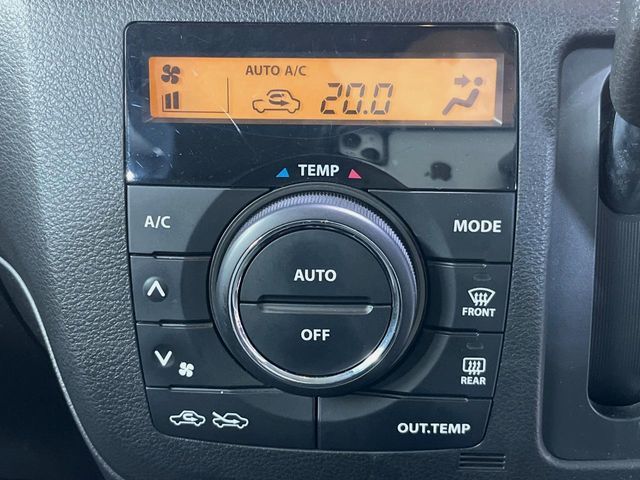 AUTO A/C
20.0
TEMP
A/C
MODE
AUTO
OFF
FRONT
REAR
OUT.TEMP